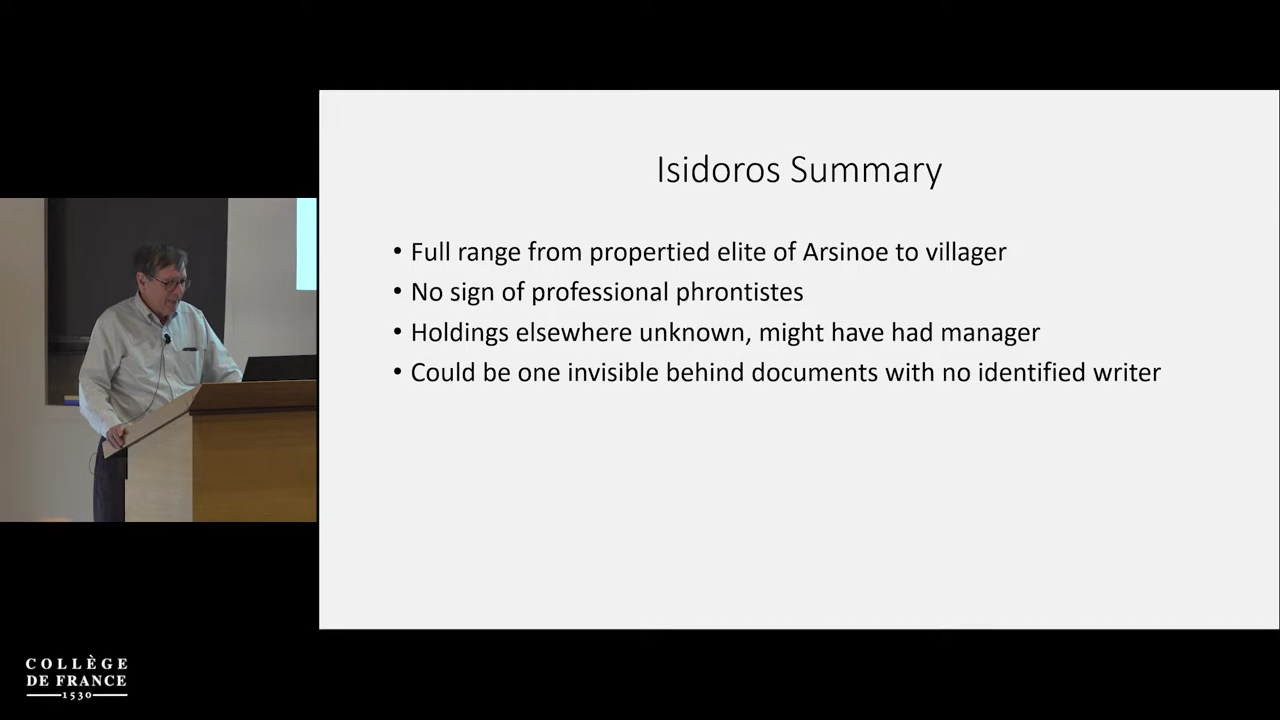 Isidoros Summary
• Full range from propertied elite of Arsinoe to villager
• No sign of professional phrontistes
• Holdings elsewhere unknown, might have had manager
• Could be one invisible behind documents with no identified writer
COLLÈGE
DE FRANCE
1530